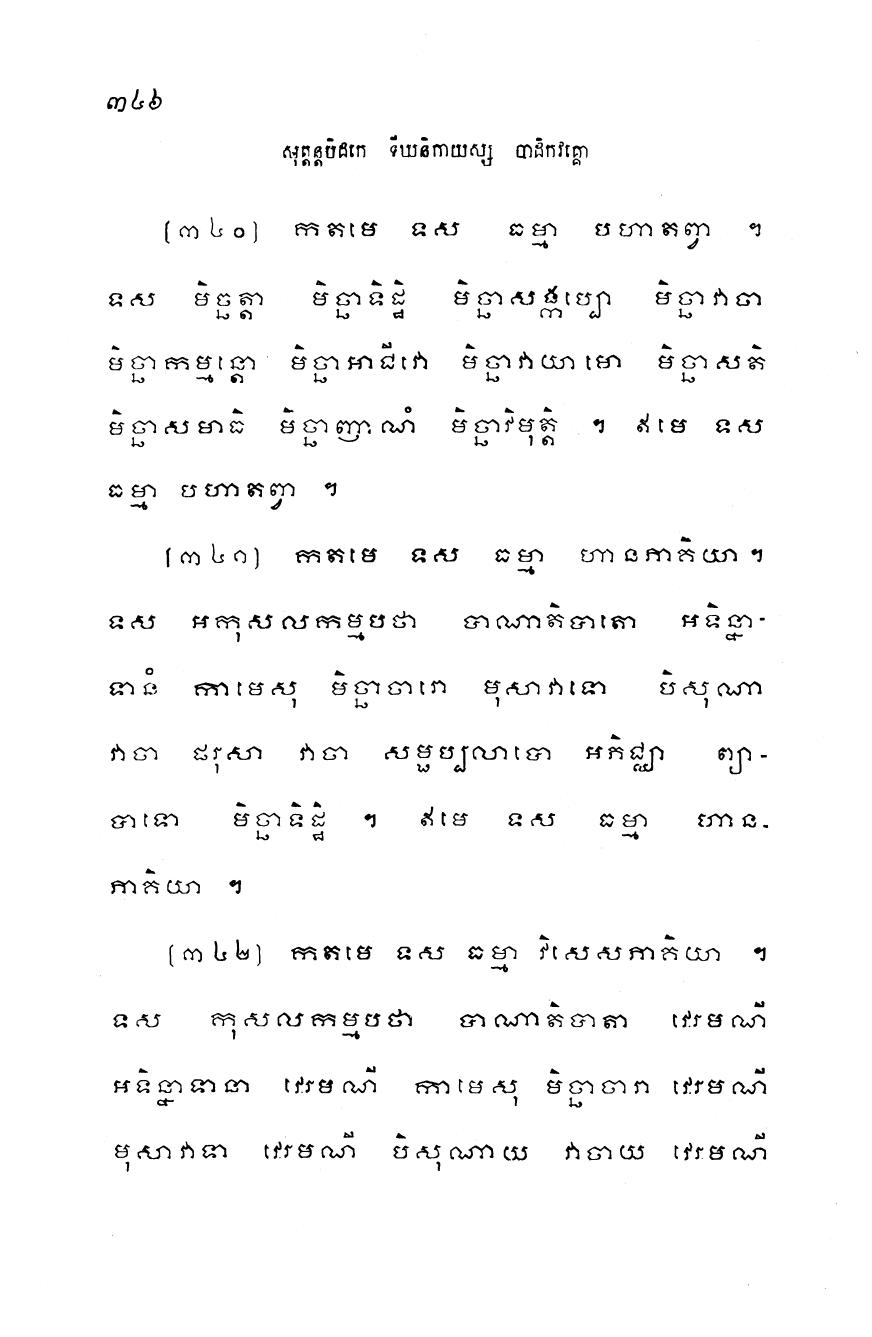 ៣៤៦
សុត្តន្តបិដកេ ទីឃនិកាយស្ស បាដិកវគ្គោ
(៣៤០) កតមេ ទស ធម្មា បហាតព្វា ។
ទស មិច្ឆត្តា មិច្ឆាទិដ្ឋិ មិច្ឆាសង្កប្បោ មិច្ឆាវាចា
មិច្ឆាកម្មន្តោ មិច្ឆាអាជីវោ មិច្ឆាវាយាមោ មិច្ឆាសតិ
មិច្ឆាសមាធិ មិច្ឆាញាណំ មិច្ឆាវិមុត្តិ ។ ឥមេ ទស
ធម្មា បហាតព្វា ។
(៣៤១) កតមេ ទស ធម្មា ហានភាគិយា ។
ទស អកុសលកម្មបថា បាណាតិបាតោ អទិន្នា-
ទានំ កាមេសុ មិច្ឆាចារោ មុសាវាទោ បិសុណា
វាចា ផរុសា វាចា សម្ផប្បលាបោ អភិជ្ឈា ព្យា-
បាទោ មិច្ឆាទិដ្ឋិ ។ ឥមេ ទស ធម្មា ហាន-
ភាគិយា ។
(៣៤២) កតមេ ទស ធម្មា វិសេសភាគិយា ។
ទស កុសលកម្មបថា បាណាតិបាតា វេរមណី
អទិន្នាទានា វេរមណី កាមេសុ មិច្ឆាចារា វេរមណី
មុសាវាទា វេរមណី បិសុណាយ វាចាយ វេរមណី